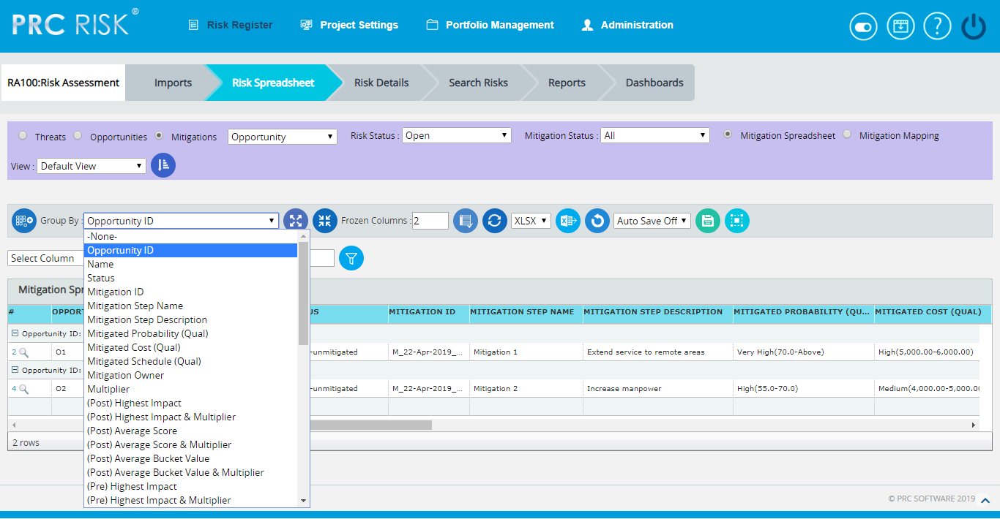 PRC RISK®
Risk Register Project Settings Portfolio Management Administration
RA100:Risk Assessment Imports Risk Spreadsheet Risk Details Search Risks Reports Dashboards
Threats Opportunities Mitigations Opportunity Risk Status : Open Mitigation Status : All Mitigation Spreadsheet Mitigation Mapping
View : Default View
Group By : Opportunity ID Frozen Columns : 2 XLSX Auto Save Off
-None-
Opportunity ID
Select Column
Name
Status
Mitigation Spr
Mitigation ID
Mitigation Step Name
# OPPORT US MITIGATION ID MITIGATION STEP NAME MITIGATION STEP DESCRIPTION MITIGATED PROBABILITY (QU... MITIGATED COST (QUAL)
Mitigation Step Description
Opportunity ID: Mitigated Probability (Qual)
Mitigated Cost (Qual)
2 O1 -unmitigated M_22-Apr-2019_... Mitigation 1 Extend service to remote areas Very High(70.0-Above) High(5,000.00-6,000.00)
Mitigated Schedule (Qual)
Opportunity ID:
Mitigation Owner
4 O2 Multiplier -unmitigated M_22-Apr-2019_... Mitigation 2 Increase manpower High(55.0-70.0) Medium(4,000.00-5,000.00
(Post) Highest Impact
(Post) Highest Impact & Multiplier
(Post) Average Score
2 rows (Post) Average Score & Multiplier
(Post) Average Bucket Value
(Post) Average Bucket Value & Multiplier
(Pre) Highest Impact
(Pre) Highest Impact & Multiplier
© PRC SOFTWARE 2019